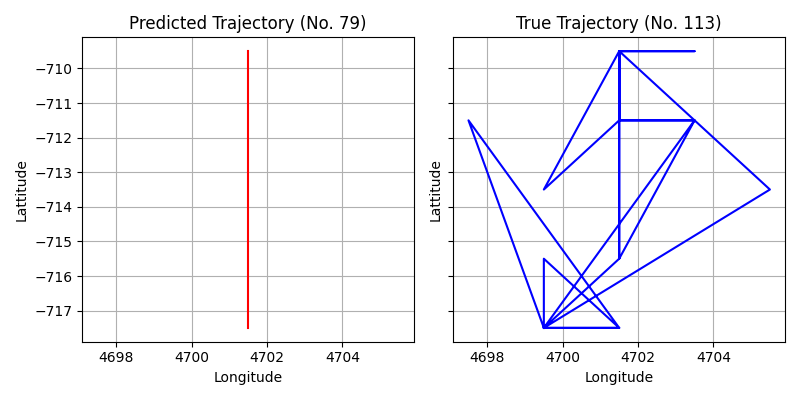 Predicted Trajectory (No. 79)
True Trajectory (No. 113)
Lattitude
−710
−711
−712
−713
−714
−715
−716
−717
4698 4700 4702 4704
Longitude
Lattitude
4698 4700 4702 4704
Longitude